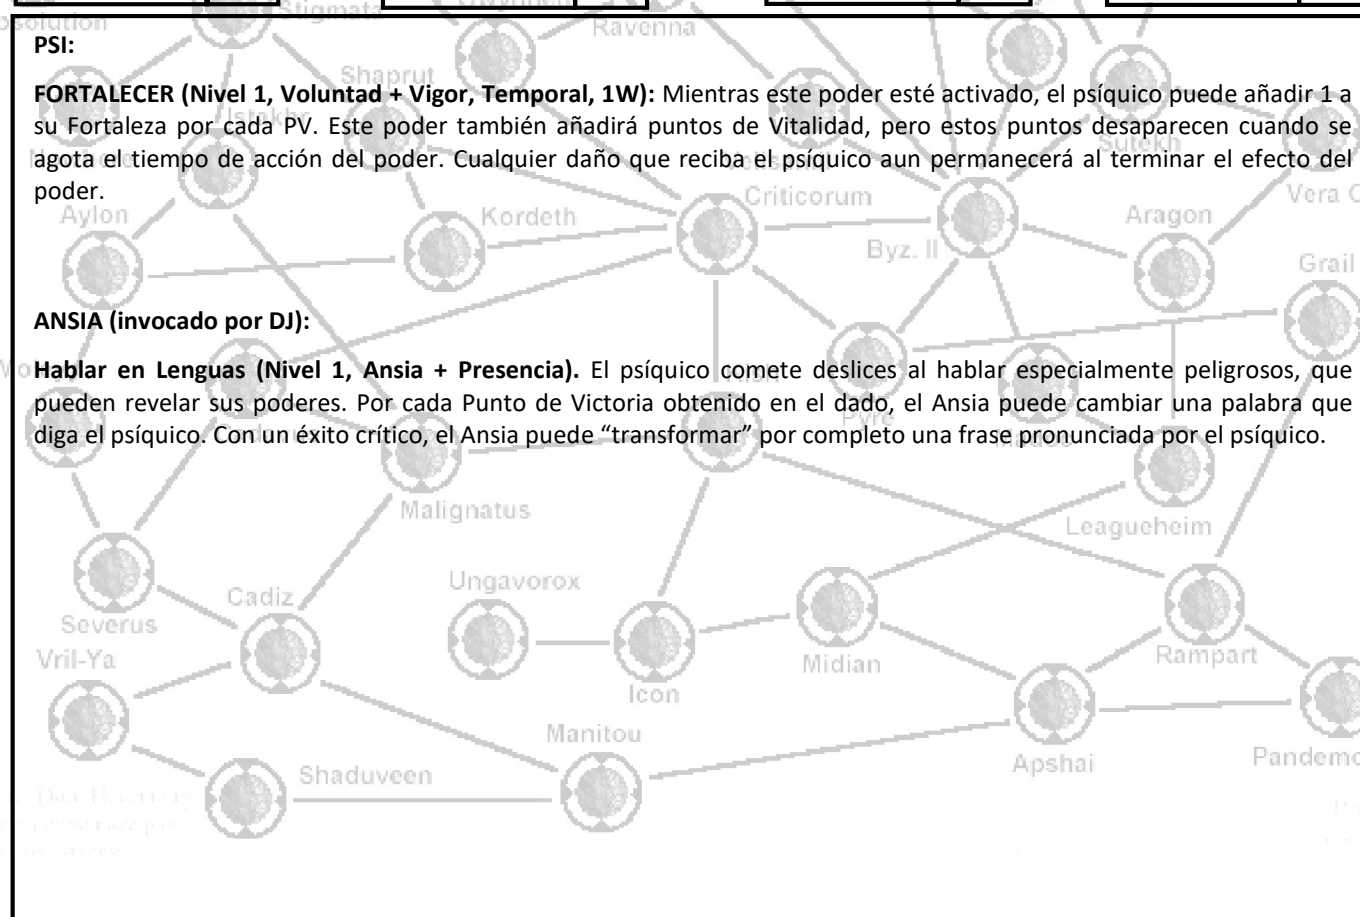 Stigmata
Ravenna
PSI:
Shaprut
FORTALECER (Nivel 1, Voluntad + Vigor, Temporal, 1W): Mientras este poder esté activado, el psíquico puede añadir 1 a
su Fortaleza por cada PV. Este poder también añadirá puntos de Vitalidad, pero estos puntos desaparecen cuando se
agota el tiempo de acción del poder. Cualquier daño que reciba el psíquico aun permanecerá al terminar el efecto del
poder.
Sutekh
Criticorum
Vera C
Aylon
Kordeth
Aragon
Byz. II
Grail
ANSIA (invocado por DJ):
Hablar en Lenguas (Nivel 1, Ansia + Presencia). El psíquico comete deslices al hablar especialmente peligrosos, que
pueden revelar sus poderes. Por cada Punto de Victoria obtenido en el dado, el Ansia puede cambiar una palabra que
diga el psíquico. Con un éxito crítico, el Ansia puede “transformar” por completo una frase pronunciada por el psíquico.
Pyre
Malignatus
Leagueheim
Ungavorox
Cadiz
Severus
Vril-Ya
Midian
Rampart
Icon
Manitou
Apshai
Pandemo
Shaduveen